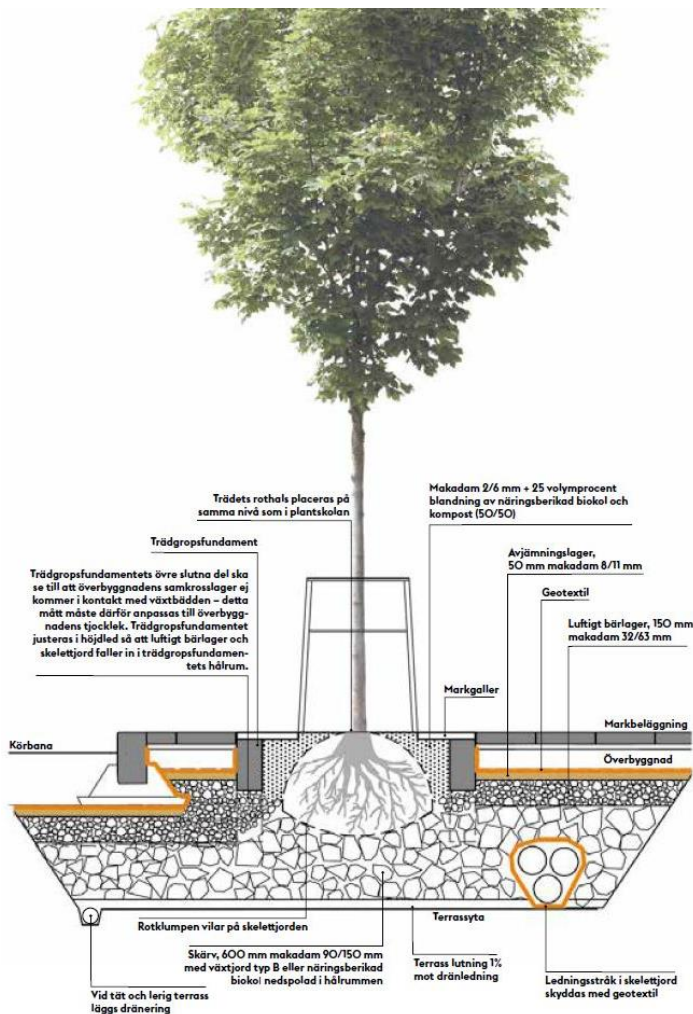 Trädets rothals placeras på
samma nivå som i plantskolan
Makadam 2/6 mm + 25 volymprocent
blandning av näringsberikad biokol och
kompost (50/50)
Trädgropsfundament
Avjämningslager,
50 mm makadam 8/11 mm
Trädgropsfundamentets övre slutna del ska
se till att överbyggnadens samkrosslager ej
kommer i kontakt med växtbädden – detta
mått måste därför anpassas till överbygg-
nadens tjocklek. Trädgropsfundamentet
justeras i höjdled så att luftigt bärlager och
skelettjord faller in i trädgropsfundamen-
tets hålrum.
Geotextil
Luftigt bärlager, 150 mm
makadam 32/63 mm
Markgaller
Markbeläggning
Körbana
Överbyggnad
Rotklumpen vilar på skelettjorden
Terrassyta
Skärv, 600 mm makadam 90/150 mm
med växtjord typ B eller näringsberikad
biokol nedspolad i hålrummen
Terrass lutning 1%
mot dränledning
Ledningsstråk i skelettjord
skyddas med geotextil
Vid tät och lerig terrass
läggs dränering